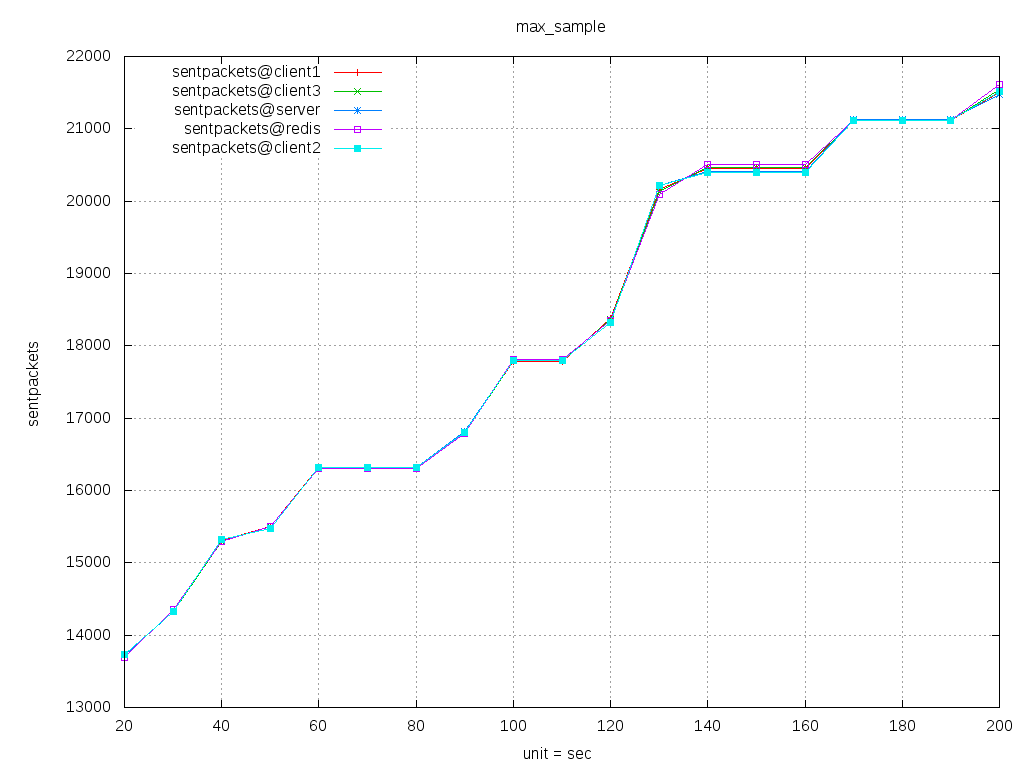 max_sample
22000
21000
20000
19000
18000
17000
16000
15000
14000
13000
sentpackets@client1
sentpackets@client3
sentpackets@server
sentpackets@redis
sentpackets@client2
sentpackets
20 40 60 80 100 120 140 160 180 200
unit = sec